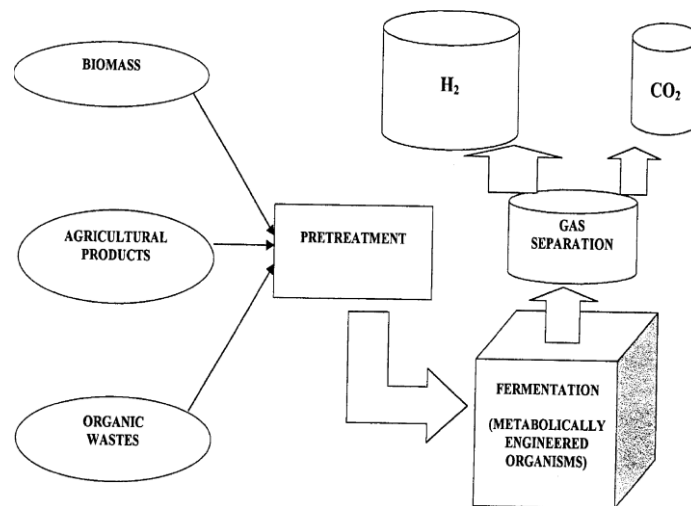 BIOMASS
AGRICULTURAL
PRODUCTS
ORGANIC
WASTES
PRETREATMENT
H₂
CO₂
GAS
SEPARATION
FERMENTATION
(METABOLICALLY
ENGINEERED
ORGANISMS)